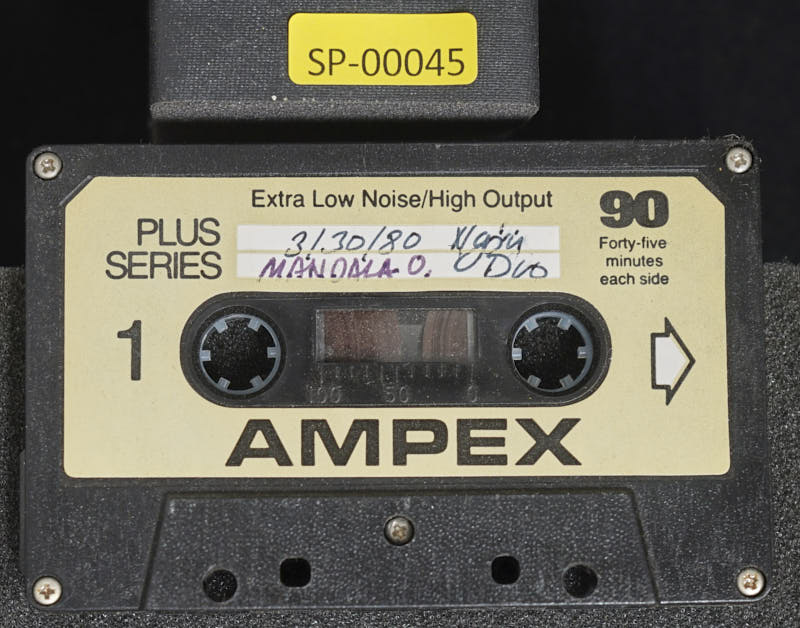 SP-00045
Extra Low Noise/High Output
PLUS
SERIES
90
Forty-five
minutes
each side
3/30/80
MANDALA O. Duo
1
100 50 0
AMPEX